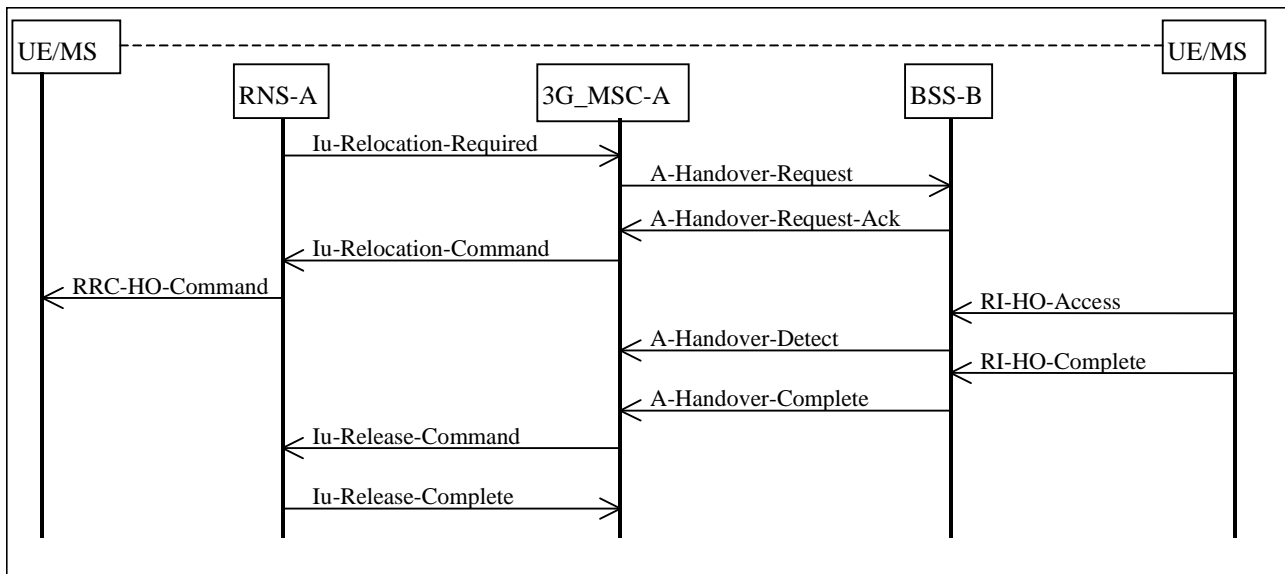 UE/MS
UE/MS
RNS-A
3G_MSC-A
BSS-B
Iu-Relocation-Required
A-Handover-Request
A-Handover-Request-Ack
Iu-Relocation-Command
RRC-HO-Command
RI-HO-Access
A-Handover-Detect
RI-HO-Complete
A-Handover-Complete
Iu-Release-Command
Iu-Release-Complete